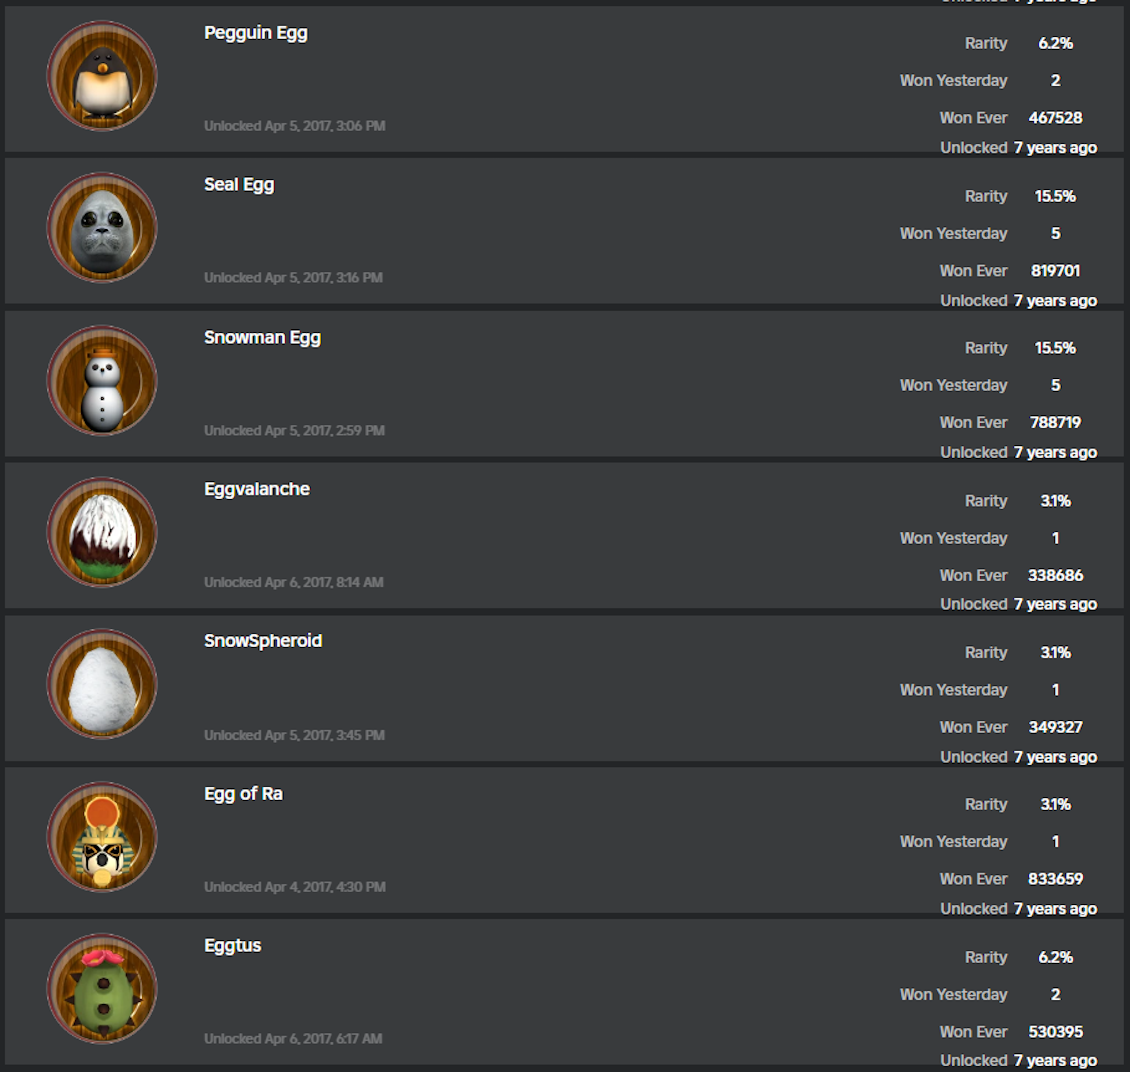 Pegguin Egg
Rarity 6.2%
Won Yesterday 2
Won Ever 467528
Unlocked Apr 5, 2017, 3:06 PM
Unlocked 7 years ago
Seal Egg
Rarity 15.5%
Won Yesterday 5
Won Ever 819701
Unlocked Apr 5, 2017, 3:16 PM
Unlocked 7 years ago
Snowman Egg
Rarity 15.5%
Won Yesterday 5
Won Ever 788719
Unlocked Apr 5, 2017, 2:59 PM
Unlocked 7 years ago
Eggvalanche
Rarity 3.1%
Won Yesterday 1
Won Ever 338686
Unlocked Apr 6, 2017, 8:14 AM
Unlocked 7 years ago
SnowSpheroid
Rarity 3.1%
Won Yesterday 1
Won Ever 349327
Unlocked Apr 5, 2017, 3:45 PM
Unlocked 7 years ago
Egg of Ra
Rarity 3.1%
Won Yesterday 1
Won Ever 833659
Unlocked Apr 4, 2017, 4:30 PM
Unlocked 7 years ago
Eggtus
Rarity 6.2%
Won Yesterday 2
Won Ever 530395
Unlocked Apr 6, 2017, 6:17 AM
Unlocked 7 years ago